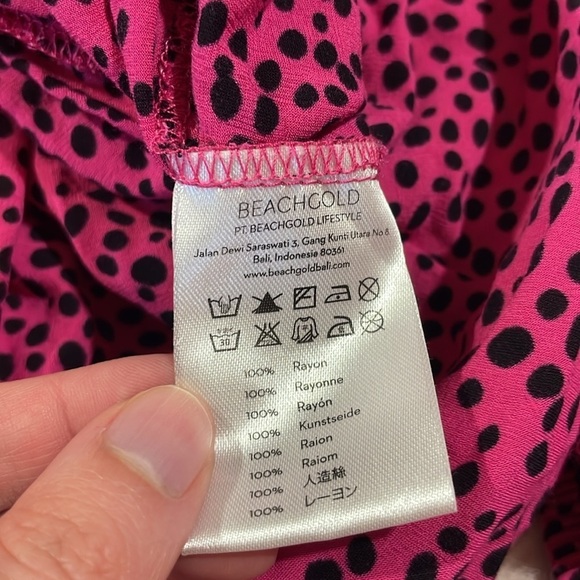 BEACHGOLD
PT. BEACHGOLD LIFESTYLE
Jalan Dewi Saraswati 3, Gang Kunti Utara No 8
Bali, Indonesia 80361
www.beachgoldbali.com
30
100% Rayon
100% Rayonne
100% Rayón
100% Kunstseide
100% Raion
100% Raiom
100% 人造絲
100% レーヨン